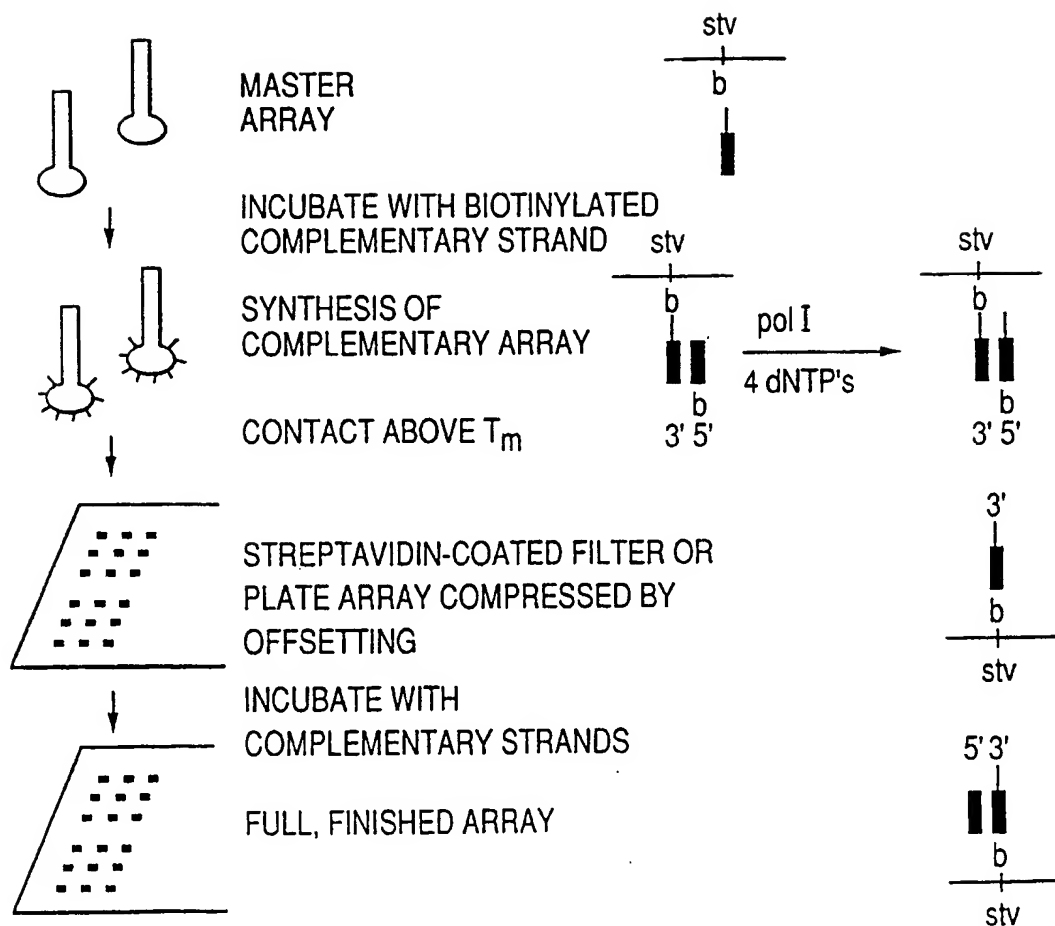 stv
MASTER
ARRAY
b
INCUBATE WITH BIOTINYLATED
COMPLEMENTARY STRAND
stv
stv
SYNTHESIS OF
COMPLEMENTARY ARRAY
b
pol I
4 dNTP'S
b
b
b
CONTACT ABOVE Tm
3' 5'
3' 5'
3'
STREPTAVIDIN-COATED FILTER OR
PLATE ARRAY COMPRESSED BY
OFFSETTING
b
stv
INCUBATE WITH
COMPLEMENTARY STRANDS
5' 3'
FULL, FINISHED ARRAY
b
stv